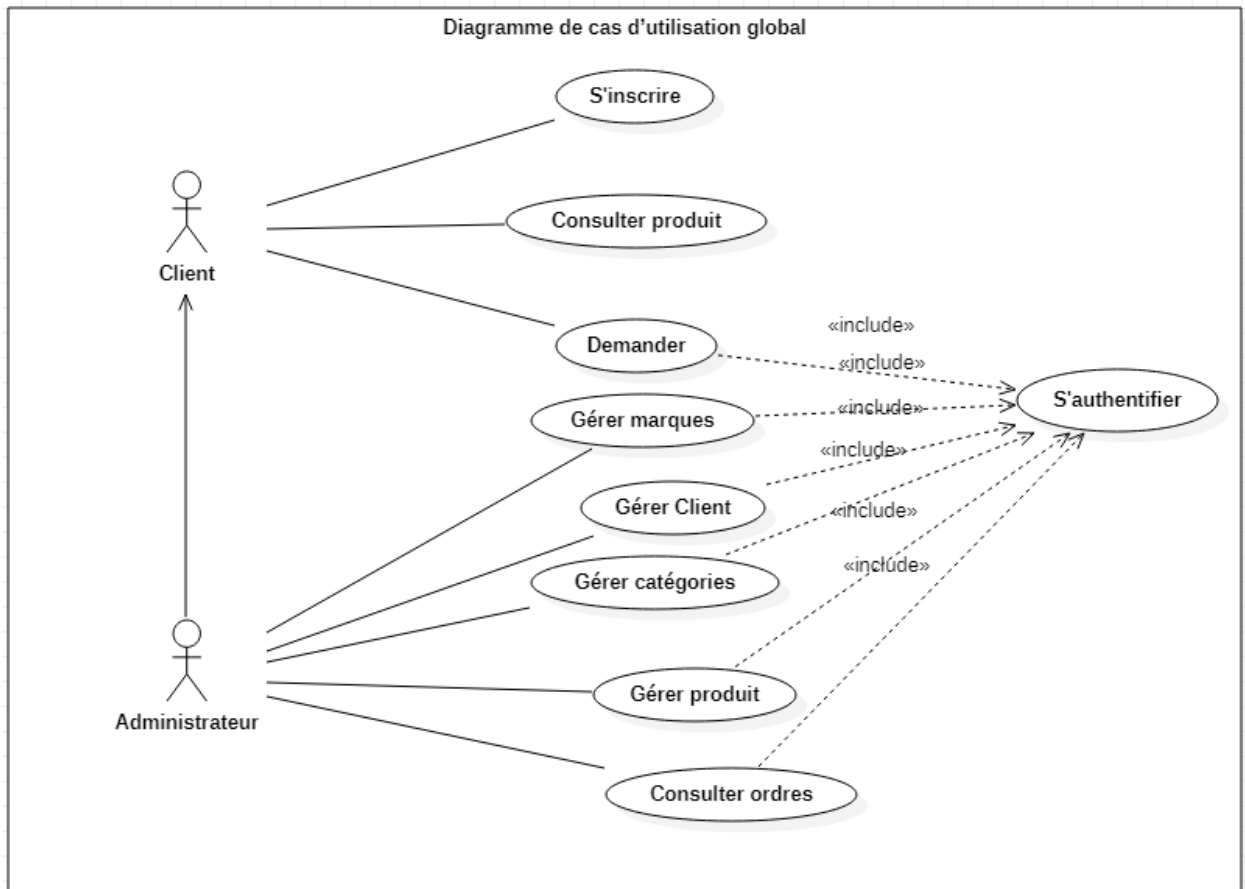 Diagramme de cas d'utilisation global
S'inscrire
Consulter produit
Client
Demander
«include»
«include»
S'authentifier
Gérer marques
«include»
«include»
Gérer Client
«include»
Gérer catégories
«include»
Gérer produit
Administrateur
Consulter ordres